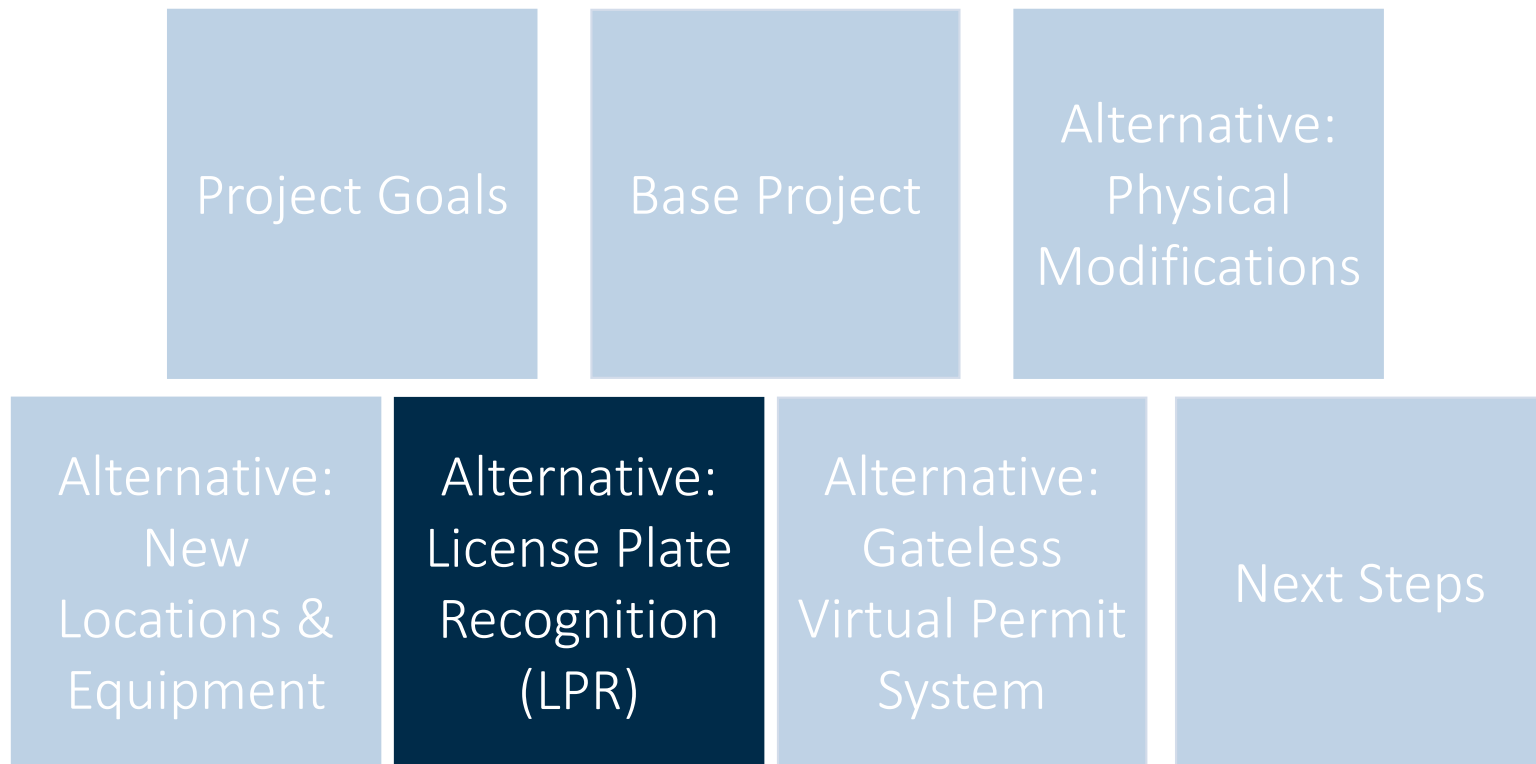 Project Goals
Base Project
Alternative:
Physical
Modifications
Alternative:
New
Locations &
Equipment
Alternative:
License Plate
Recognition
(LPR)
Alternative:
Gateless
Virtual Permit
System
Next Steps